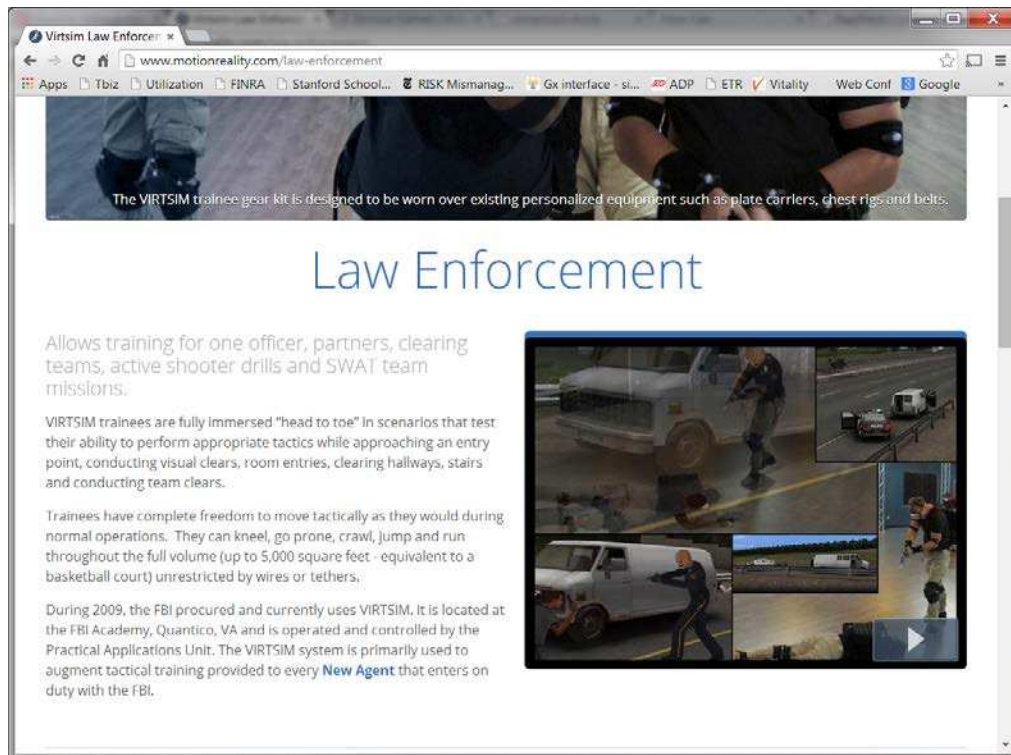 Virtsim Law Enforcen
www.motionreality.com/law-enforcement
Apps Tbiz Utilization FINRA Stanford School... RISK Mismanag... Gx interface - si... ADP ETR Vitality Web Conf Google »
The VIRTSIM trainee gear kit is designed to be worn over existing personalized equipment such as plate carriers, chest rigs and belts.
Law Enforcement
Allows training for one officer, partners, clearing
teams, active shooter drills and SWAT team
missions.
VIRTSIM trainees are fully immersed "head to toe" in scenarios that test
their ability to perform appropriate tactics while approaching an entry
point, conducting visual clears, room entries, clearing hallways, stairs
and conducting team clears.
Trainees have complete freedom to move tactically as they would during
normal operations. They can kneel, go prone, crawl, jump and run
throughout the full volume (up to 5,000 square feet - equivalent to a
basketball court) unrestricted by wires or tethers.
During 2009, the FBI procured and currently uses VIRTSIM. It is located at
the FBI Academy, Quantico, VA and is operated and controlled by the
Practical Applications Unit. The VIRTSIM system is primarily used to
augment tactical training provided to every New Agent that enters on
duty with the FBI.